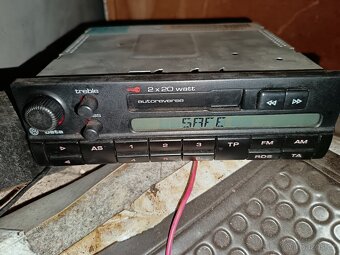 treble
2 x 20 watt
autoreverse
beta
SAFE
AS 1 2 3 TP FM AM
RDS TA